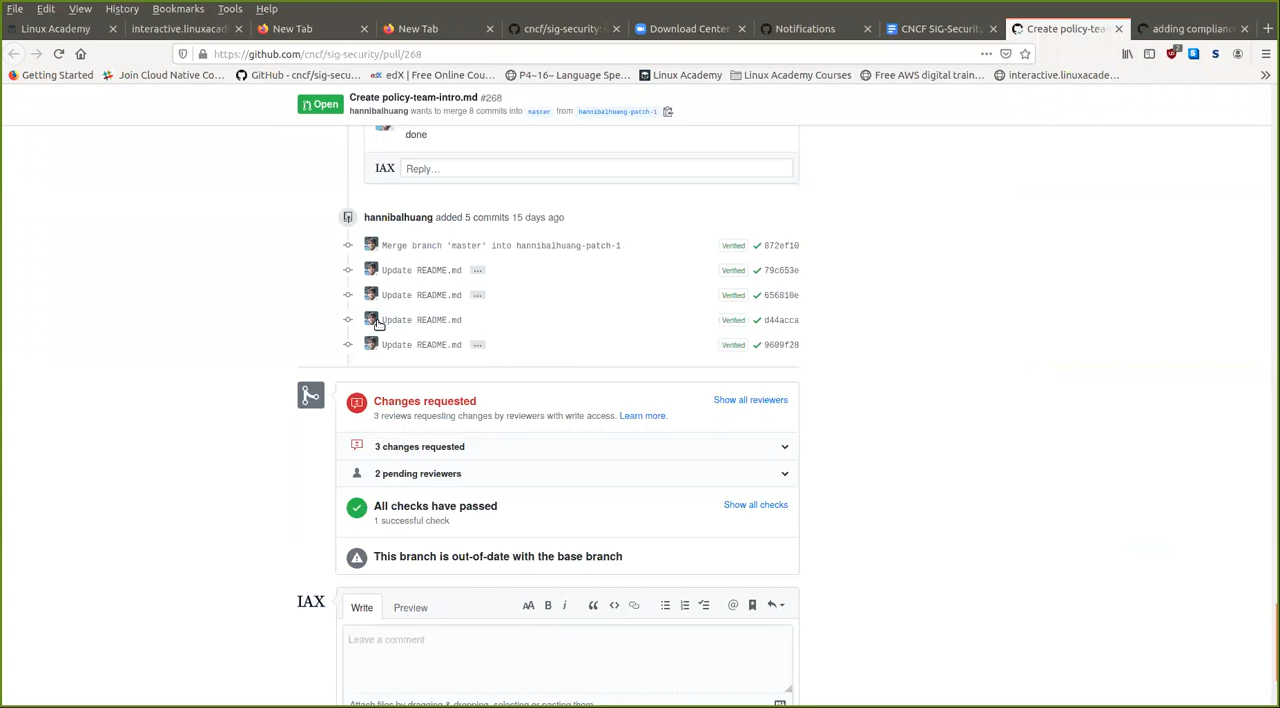 File Edit View History Bookmarks Tools Help
Linux Academy interactive.linuxacad New Tab New Tab cncf/sig-security: Download Center Notifications CNCF SIG-Security Create policy-team adding complianc
https://github.com/cncf/sig-security/pull/268
Getting Started Join Cloud Native Co... GitHub - cncf/sig-secu... edX | Free Online Cou... P4~16~ Language Spe... Linux Academy Linux Academy Courses Free AWS digital train... interactive.linuxacade...
Open Create policy-team-intro.md #268
hannibalhuang wants to merge 8 commits into master from hannibalhuang-patch-1
done
IAX Reply...
hannibalhuang added 5 commits 15 days ago
Merge branch 'master' into hannibalhuang-patch-1 Verified 872ef10
Update README.md ... Verified 79c653e
Update README.md ... Verified 656810e
Update README.md Verified d44acca
Update README.md ... Verified 9609f28
Changes requested Show all reviewers
3 reviews requesting changes by reviewers with write access. Learn more.
3 changes requested
2 pending reviewers
All checks have passed Show all checks
1 successful check
This branch is out-of-date with the base branch
IAX Write Preview
Leave a comment